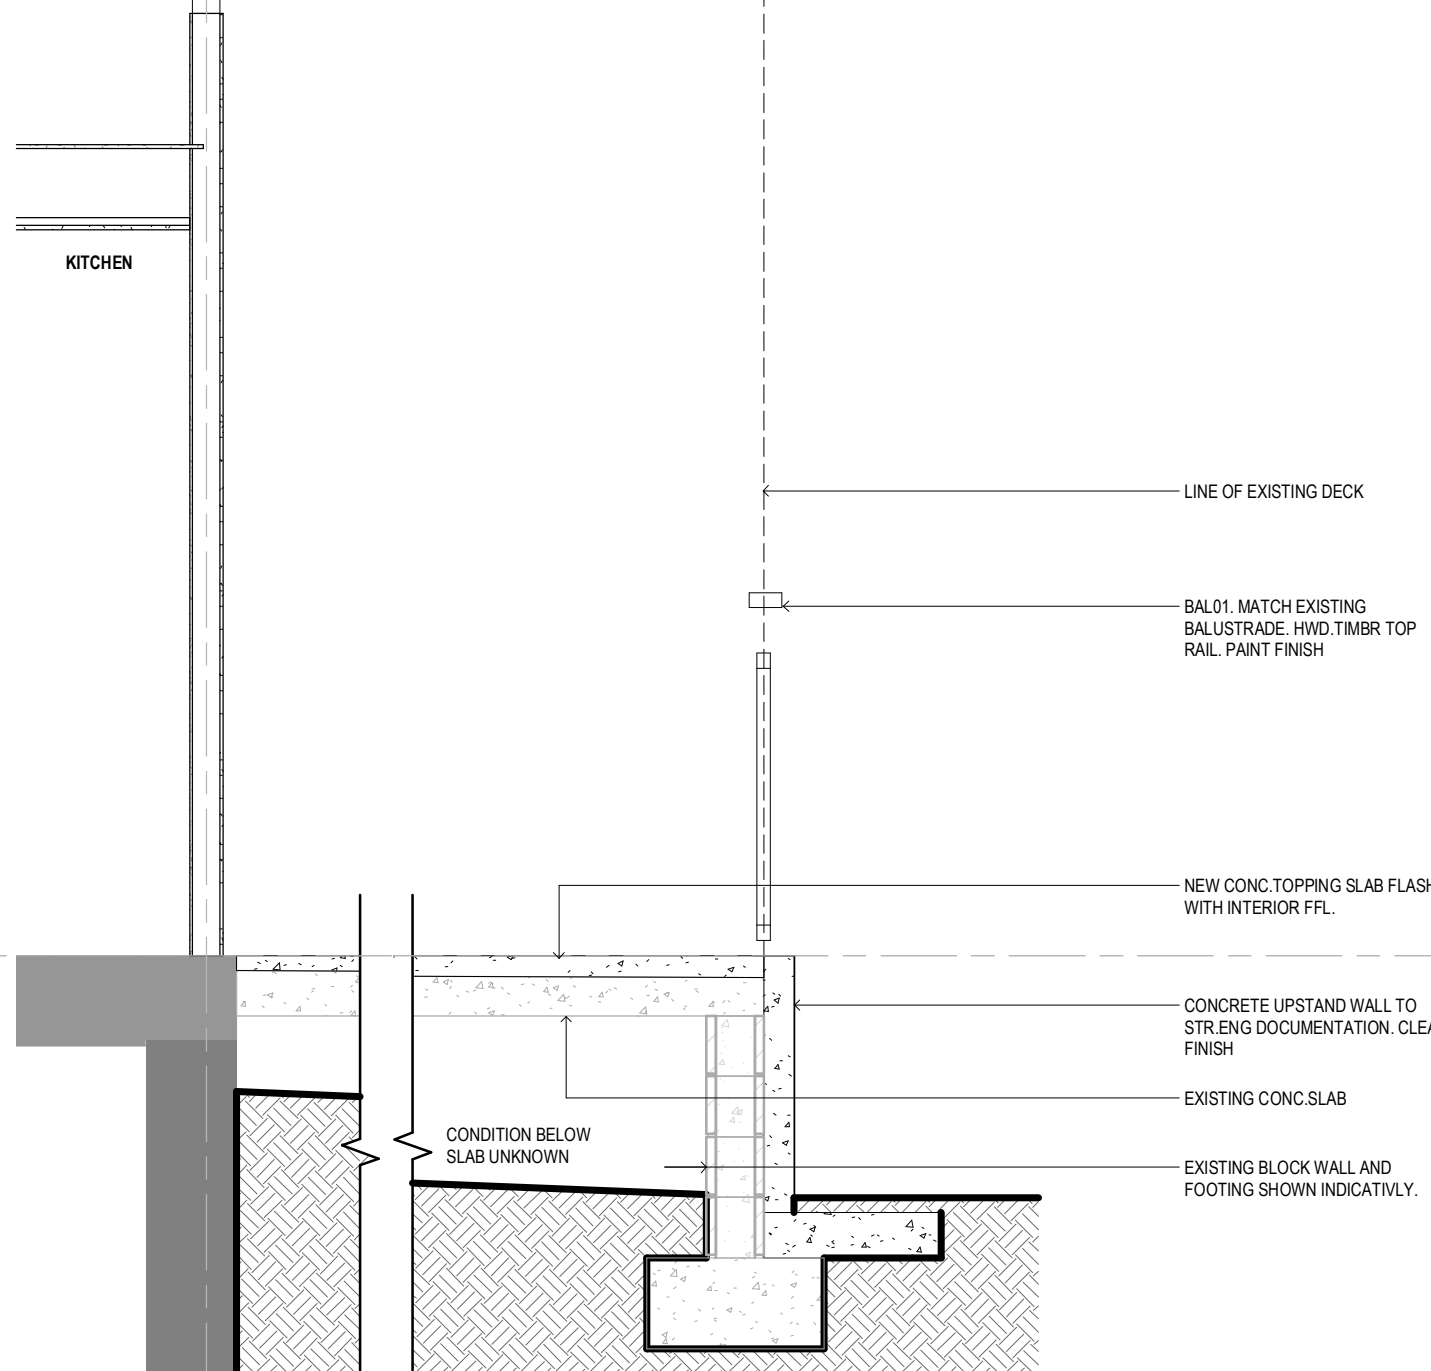 KITCHEN
LINE OF EXISTING DECK
BAL01. MATCH EXISTING
BALUSTRADE. HWD.TIMBR TOP
RAIL. PAINT FINISH
NEW CONC.TOPPING SLAB FLASH
WITH INTERIOR FFL.
CONCRETE UPSTAND WALL TO
STR.ENG DOCUMENTATION. CLEA
FINISH
EXISTING CONC.SLAB
CONDITION BELOW
SLAB UNKNOWN
EXISTING BLOCK WALL AND
FOOTING SHOWN INDICATIVLY.